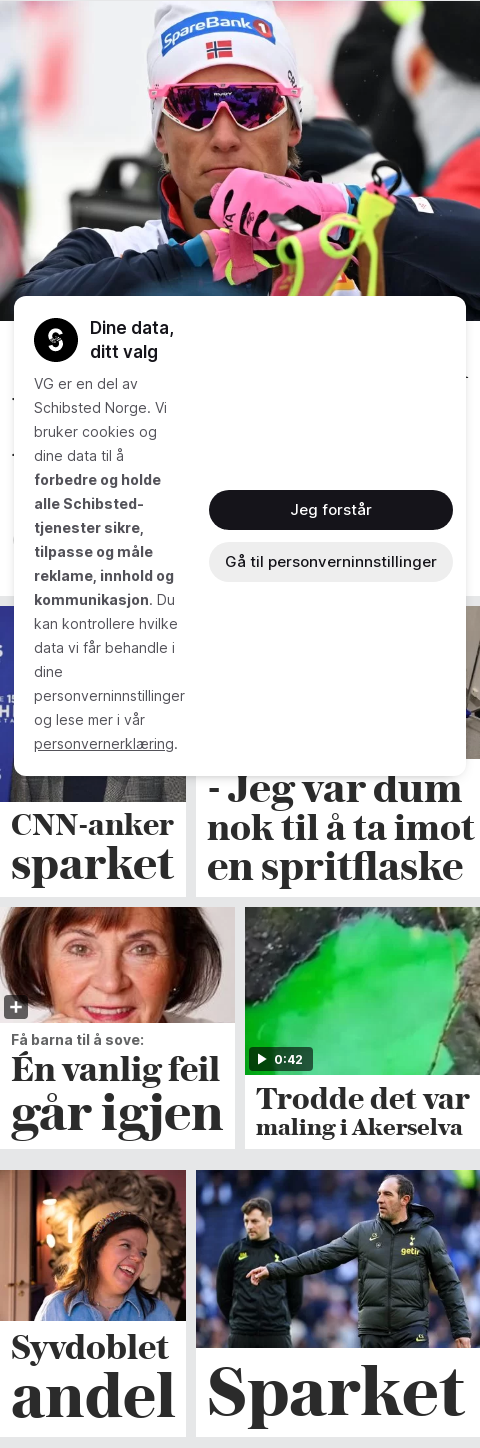 SpareBank 1
RUDY
Dine data,
ditt valg
VG er en del av
Schibsted Norge. Vi
bruker cookies og
dine data til å
forbedre og holde
alle Schibsted-
tjenester sikre,
tilpasse og måle
reklame, innhold og
kommunikasjon. Du
kan kontrollere hvilke
data vi får behandle i
dine
personverninnstillinger
og lese mer i vår
personvernerklæring.
Jeg forstår
Gå til personverninnstillinger
CNN-anker
sparket
- Jeg var dum
nok til å ta imot
en spritflaske
Få barna til å sove:
Én vanlig feil
går igjen
0:42
Trodde det var
maling i Akerselva
Syvdoblet
andel
getir
Sparket